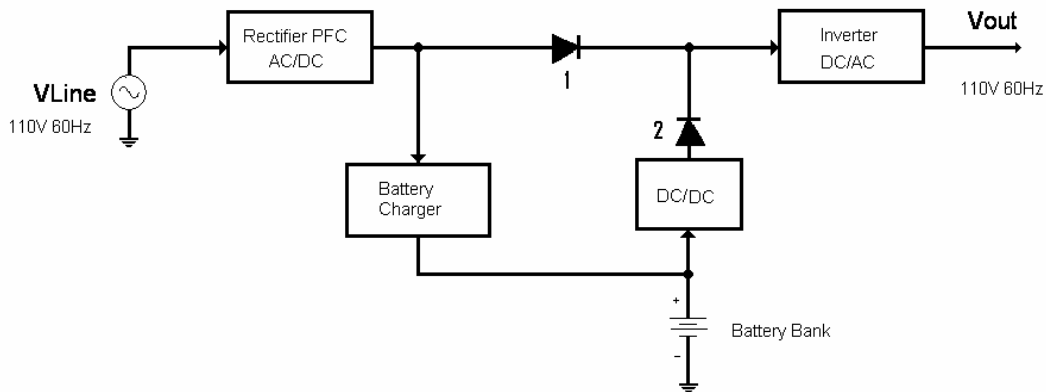 Rectifier PFC
AC/DC
VLine
110V 60Hz
1
Inverter
DC/AC
Vout
110V 60Hz
2
Battery
Charger
DC/DC
+
Battery Bank
-